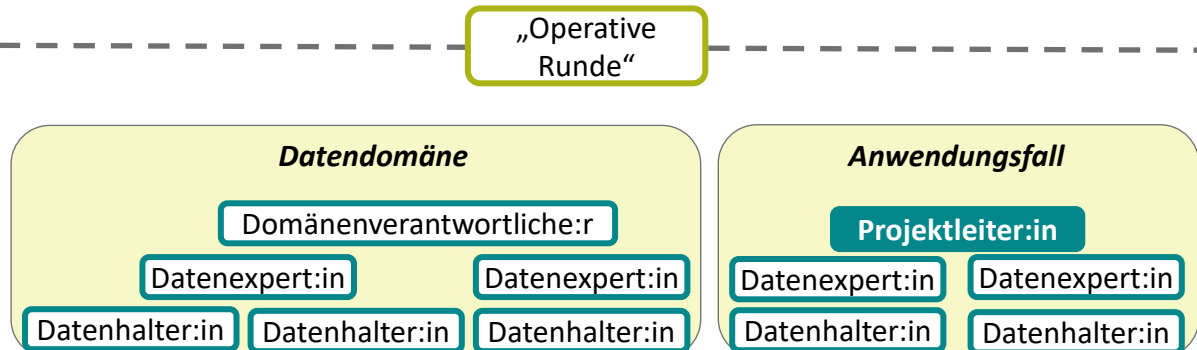 „Operative
Runde“
Datendomäne
Domänenverantwortliche:r
Datenexpert:in
Datenexpert:in
Datenhalter:in
Datenhalter:in
Datenhalter:in
Anwendungsfall
Projektleiter:in
Datenexpert:in
Datenexpert:in
Datenhalter:in
Datenhalter:in